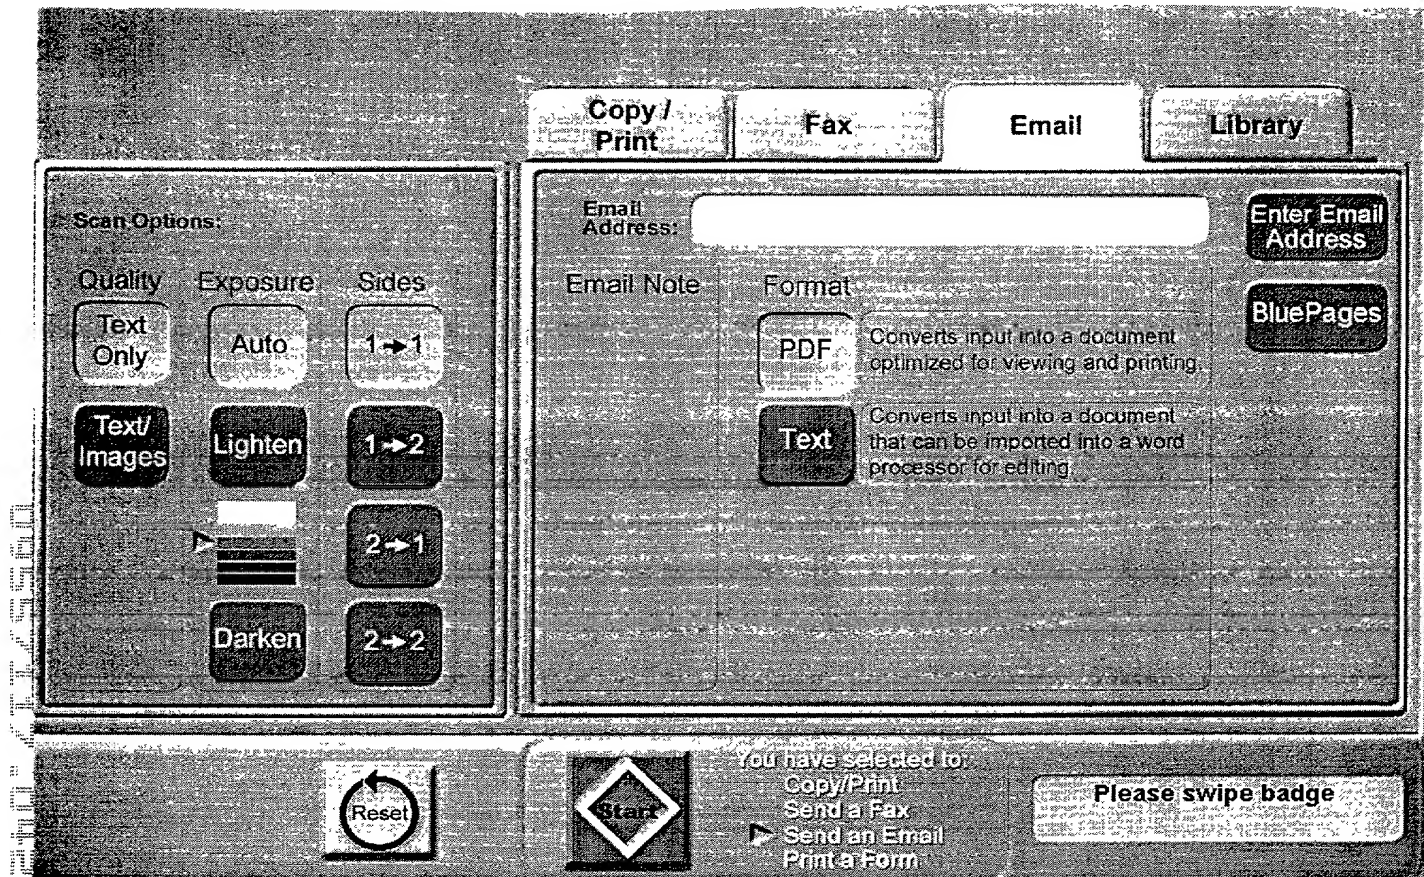 Copy /
Print
Fax
Email
Library
Scan Options:
Quality
Exposure
Sides
Text
Only
Auto
1→1
Text/
Images
Lighten
1→2
2→1
Darken
2→2
Email
Address:
Enter Email
Address
BluePages
Email Note
Format
PDF
Converts input into a document
optimized for viewing and printing.
Text
Converts input into a document
that can be imported into a word
processor for editing.
Reset
Start
You have selected to:
Copy/Print
Send a Fax
Send an Email
Print a Form
Please swipe badge